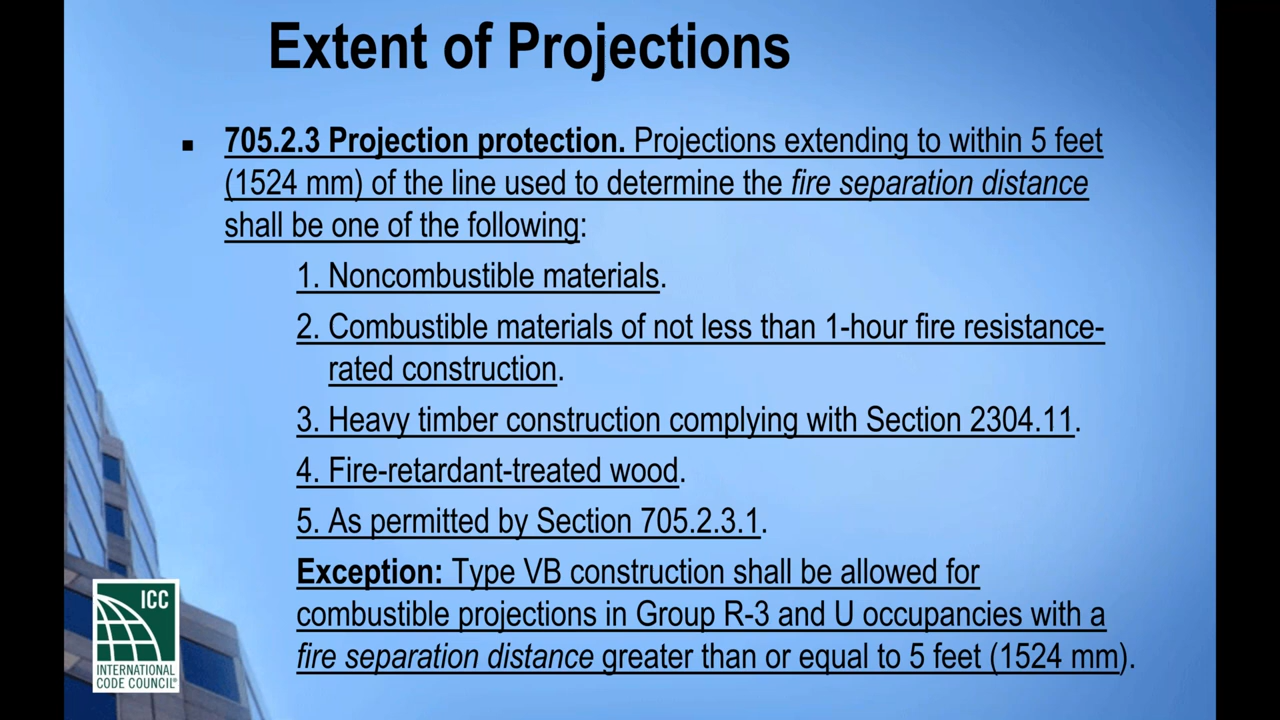 Extent of Projections
▪ 705.2.3 Projection protection. Projections extending to within 5 feet
(1524 mm) of the line used to determine the fire separation distance
shall be one of the following:
1. Noncombustible materials.
2. Combustible materials of not less than 1-hour fire resistance-
rated construction.
3. Heavy timber construction complying with Section 2304.11.
4. Fire-retardant-treated wood.
5. As permitted by Section 705.2.3.1.
Exception: Type VB construction shall be allowed for
combustible projections in Group R-3 and U occupancies with a
fire separation distance greater than or equal to 5 feet (1524 mm).
ICC
INTERNATIONAL
CODE COUNCIL®